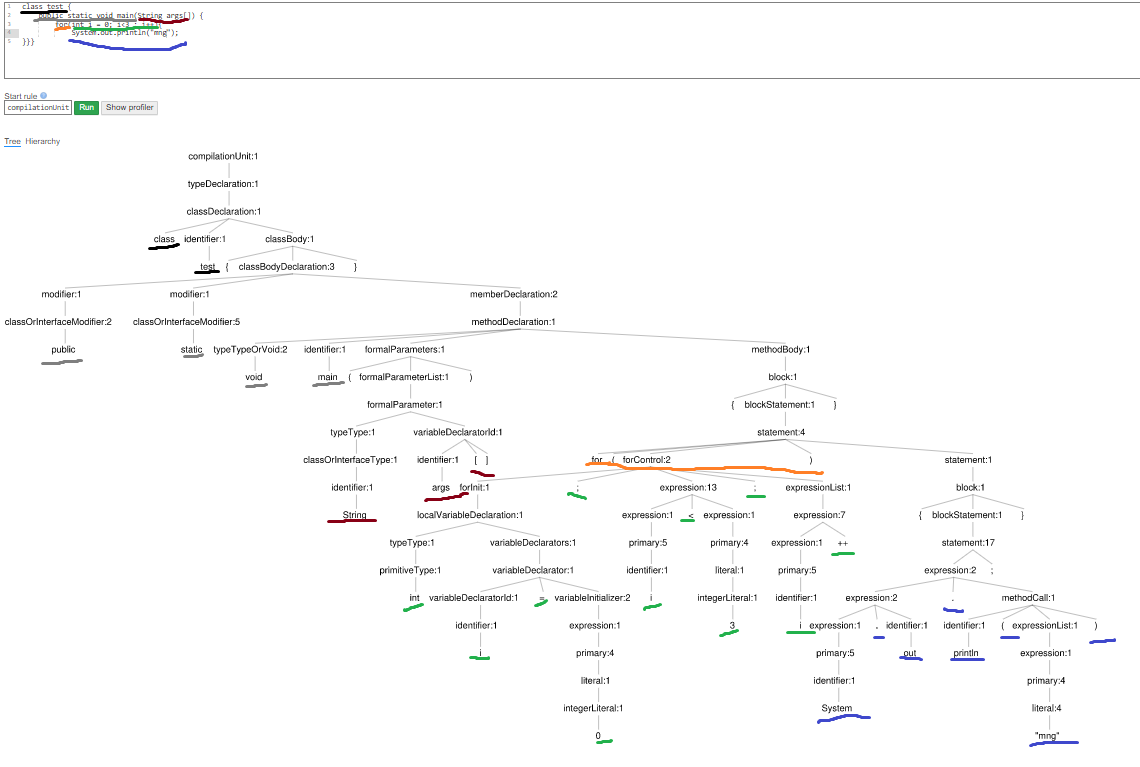 1 class test {
2 public static void main(String args[]) {
3 for(int i = 0; i<3 ; i++){
4 System.out.println("mng");
5 }}}
Start rule
compilationUnit Run Show profiler
Tree Hierarchy
compilationUnit:1
typeDeclaration:1
classDeclaration:1
class identifier:1 classBody:1
test { classBodyDeclaration:3 }
modifier:1 modifier:1 memberDeclaration:2
classOrInterfaceModifier:2 classOrInterfaceModifier:5 methodDeclaration:1
public static typeTypeOrVoid:2 identifier:1 formalParameters:1 methodBody:1
void main ( formalParameterList:1 ) block:1
formalParameter:1 { blockStatement:1 }
typeType:1 variableDeclaratorId:1 statement:4
classOrInterfaceType:1 identifier:1 [ ] for ( forControl:2 ) statement:1
identifier:1 args forInit:1 ; expression:13 ; expressionList:1 block:1
String localVariableDeclaration:1 expression:1 < expression:1 expression:7 { blockStatement:1 }
typeType:1 variableDeclarators:1 primary:5 primary:4 expression:1 ++ statement:17
primitiveType:1 variableDeclarator:1 identifier:1 literal:1 primary:5 expression:2 ;
int variableDeclaratorId:1 = variableInitializer:2 i integerLiteral:1 identifier:1 expression:2 . methodCall:1
identifier:1 expression:1 3 i expression:1 . identifier:1 identifier:1 ( expressionList:1 )
i primary:4 primary:5 out println expression:1
literal:1 identifier:1 primary:4
integerLiteral:1 System literal:4
0 "mng"